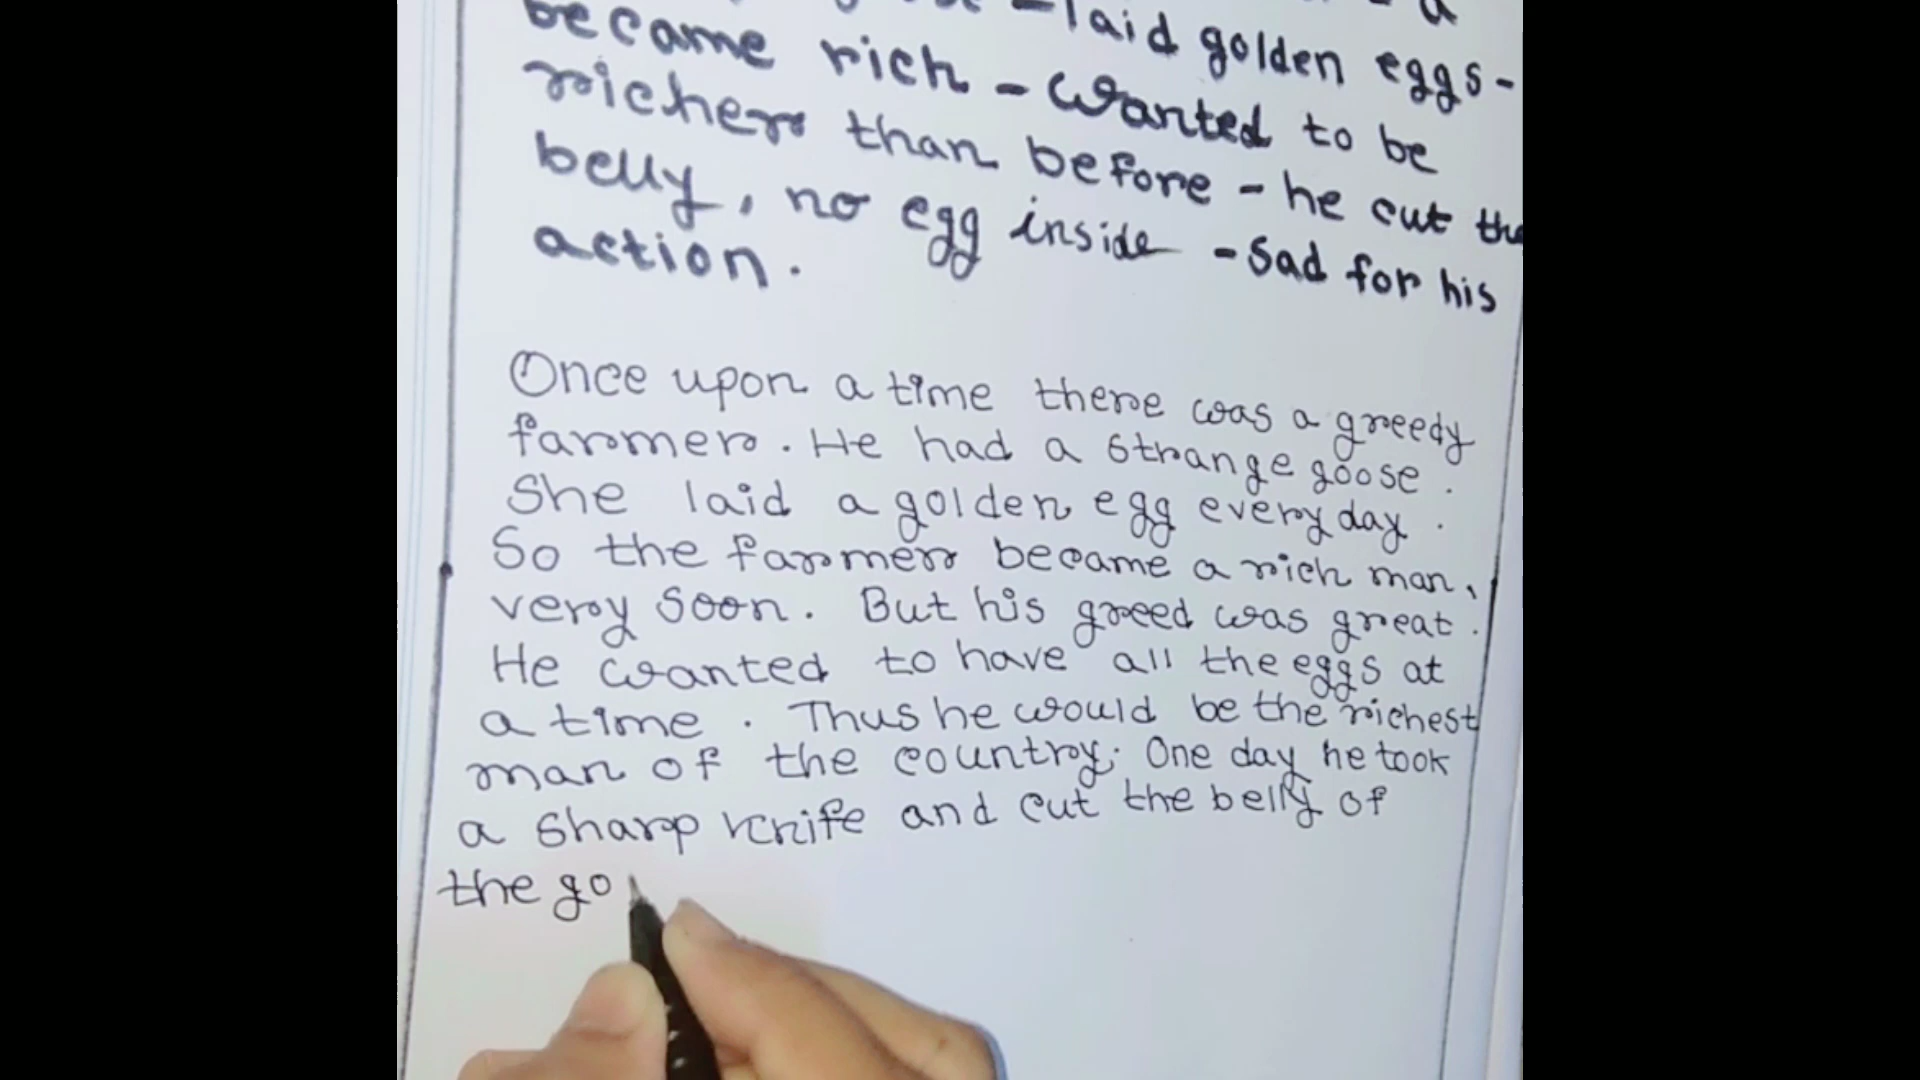 - a
-laid golden eggs-
became rich - wanted to be
richer than before - he cut the
belly, no egg inside - sad for his
action.
Once upon a time there was a greedy
farmer. He had a strange goose.
She laid a golden egg everyday.
So the farmer became a rich man,
very soon. But his greed was great.
He wanted to have all the eggs at
a time. Thus he would be the richest
man of the country. One day he took
a sharp knife and cut the belly of
the go